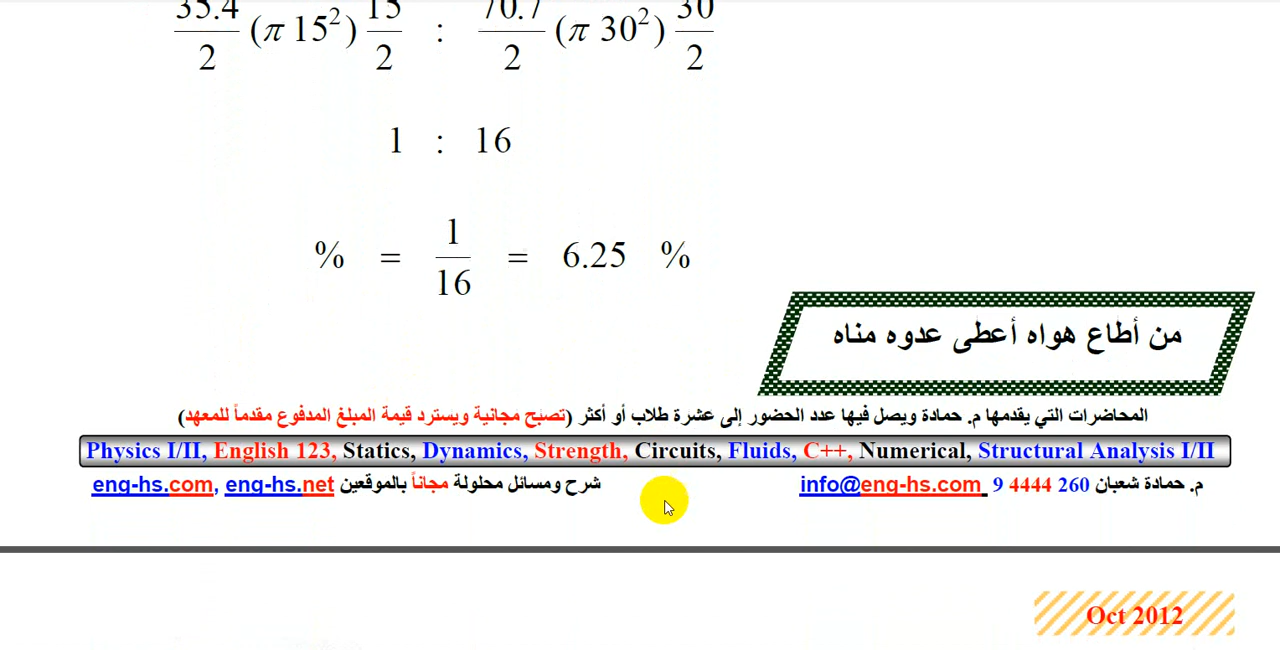 35.4/2 (π 15²) 15/2 : 70.7/2 (π 30²) 30/2
1 : 16
% = 1/16 = 6.25 %
من أطاع هواه أعطى عدوه مناه
المحاضرات التي يقدمها م. حمادة ويصل فيها عدد الحضور إلى عشرة طلاب أو أكثر (تصبح مجانية ويسترد قيمة المبلغ المدفوع مقدماً للمعهد)
Physics I/II, English 123, Statics, Dynamics, Strength, Circuits, Fluids, C++, Numerical, Structural Analysis I/II
شرح ومسائل محلولة مجاناً بالموقعين eng-hs.com, eng-hs.net
م. حمادة شعبان 260 4444 9 info@eng-hs.com
Oct 2012